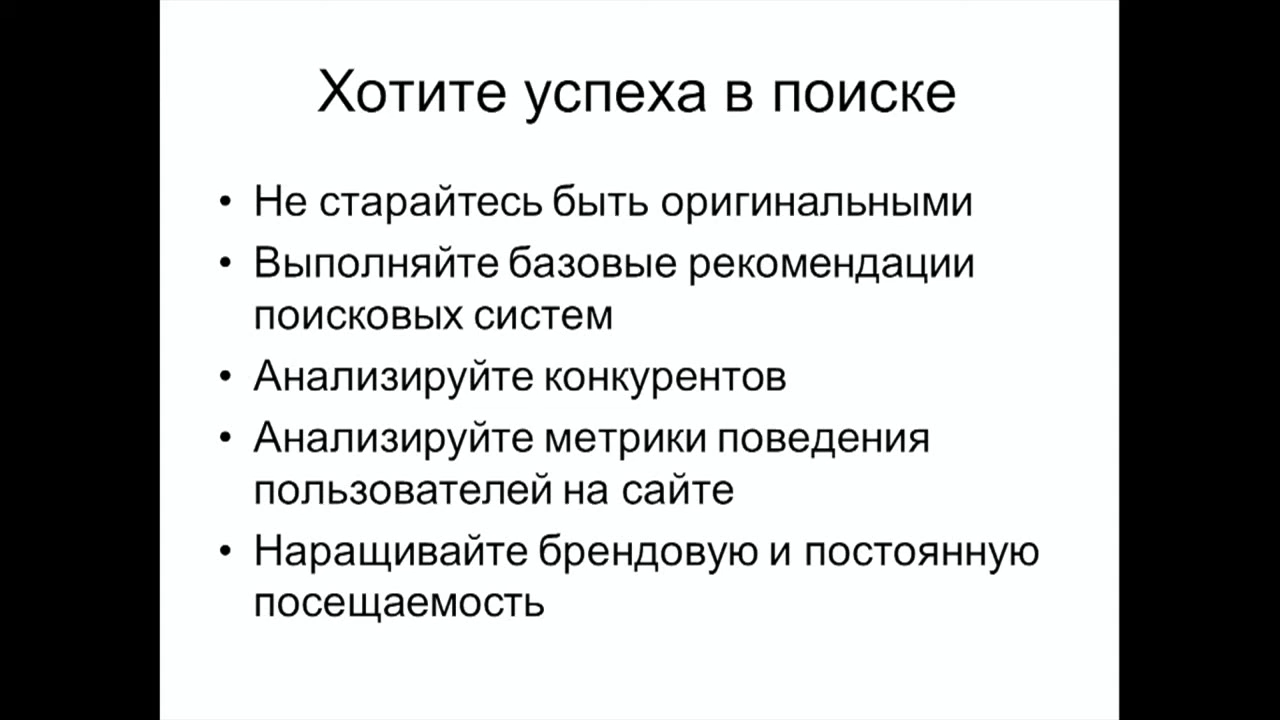 Хотите успеха в поиске
• Не старайтесь быть оригинальными
• Выполняйте базовые рекомендации
поисковых систем
• Анализируйте конкурентов
• Анализируйте метрики поведения
пользователей на сайте
• Наращивайте брендовую и постоянную
посещаемость